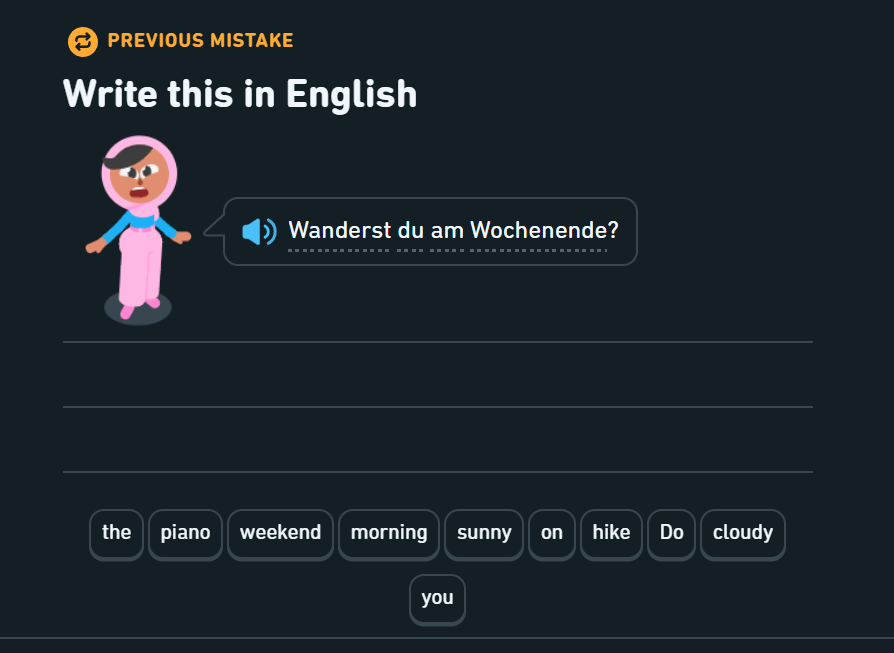 PREVIOUS MISTAKE
Write this in English
Wanderst du am Wochenende?
the piano weekend morning sunny on hike Do cloudy
you